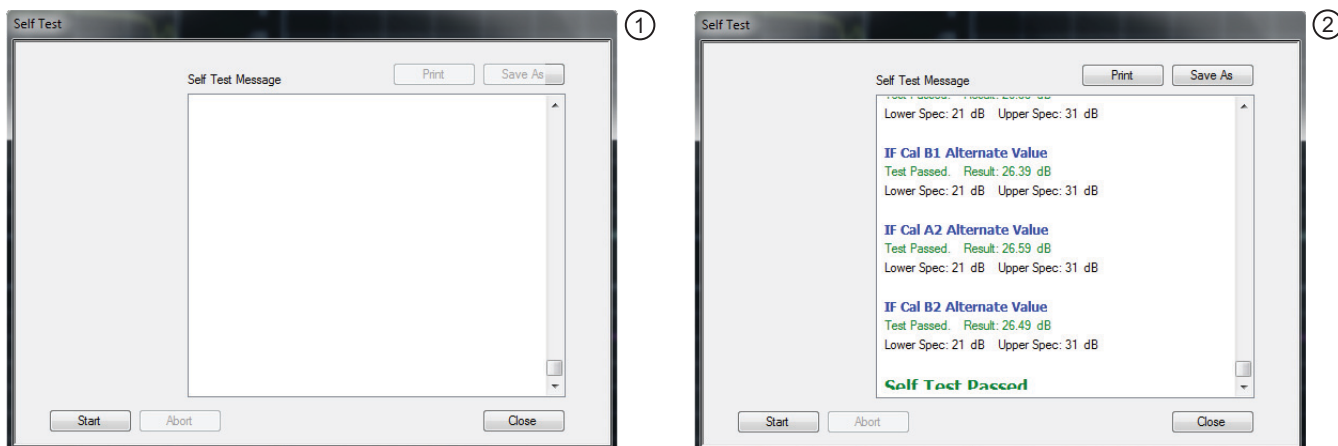 Self Test
1
Self Test Message
Print
Save As
Start
Abort
Close
Self Test
2
Self Test Message
Print
Save As
Lower Spec: 21 dB Upper Spec: 31 dB
IF Cal B1 Alternate Value
Test Passed. Result: 26.39 dB
Lower Spec: 21 dB Upper Spec: 31 dB
IF Cal A2 Alternate Value
Test Passed. Result: 26.59 dB
Lower Spec: 21 dB Upper Spec: 31 dB
IF Cal B2 Alternate Value
Test Passed. Result: 26.49 dB
Lower Spec: 21 dB Upper Spec: 31 dB
Self Test Passed
Start
Abort
Close